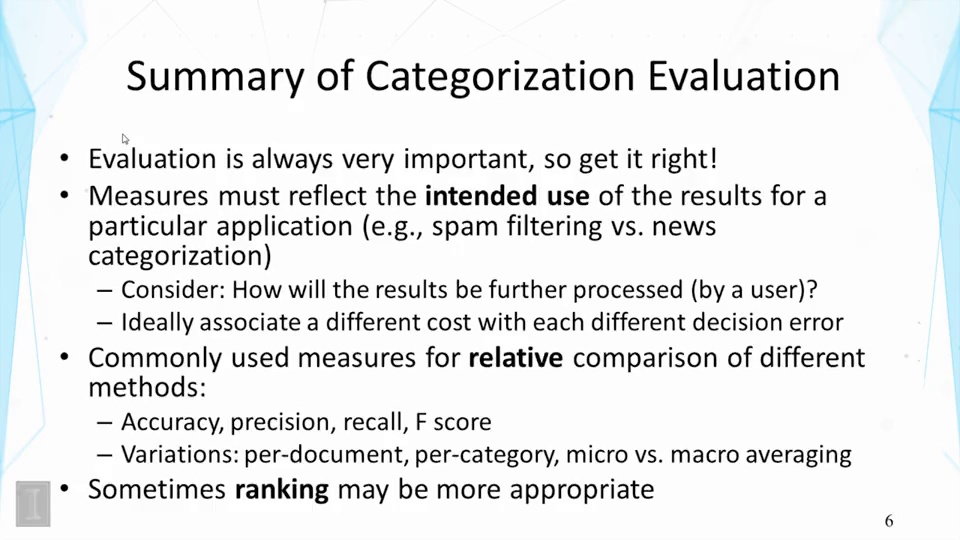 Summary of Categorization Evaluation
• Evaluation is always very important, so get it right!
• Measures must reflect the intended use of the results for a
particular application (e.g., spam filtering vs. news
categorization)
– Consider: How will the results be further processed (by a user)?
– Ideally associate a different cost with each different decision error
• Commonly used measures for relative comparison of different
methods:
– Accuracy, precision, recall, F score
– Variations: per-document, per-category, micro vs. macro averaging
• Sometimes ranking may be more appropriate
I
6